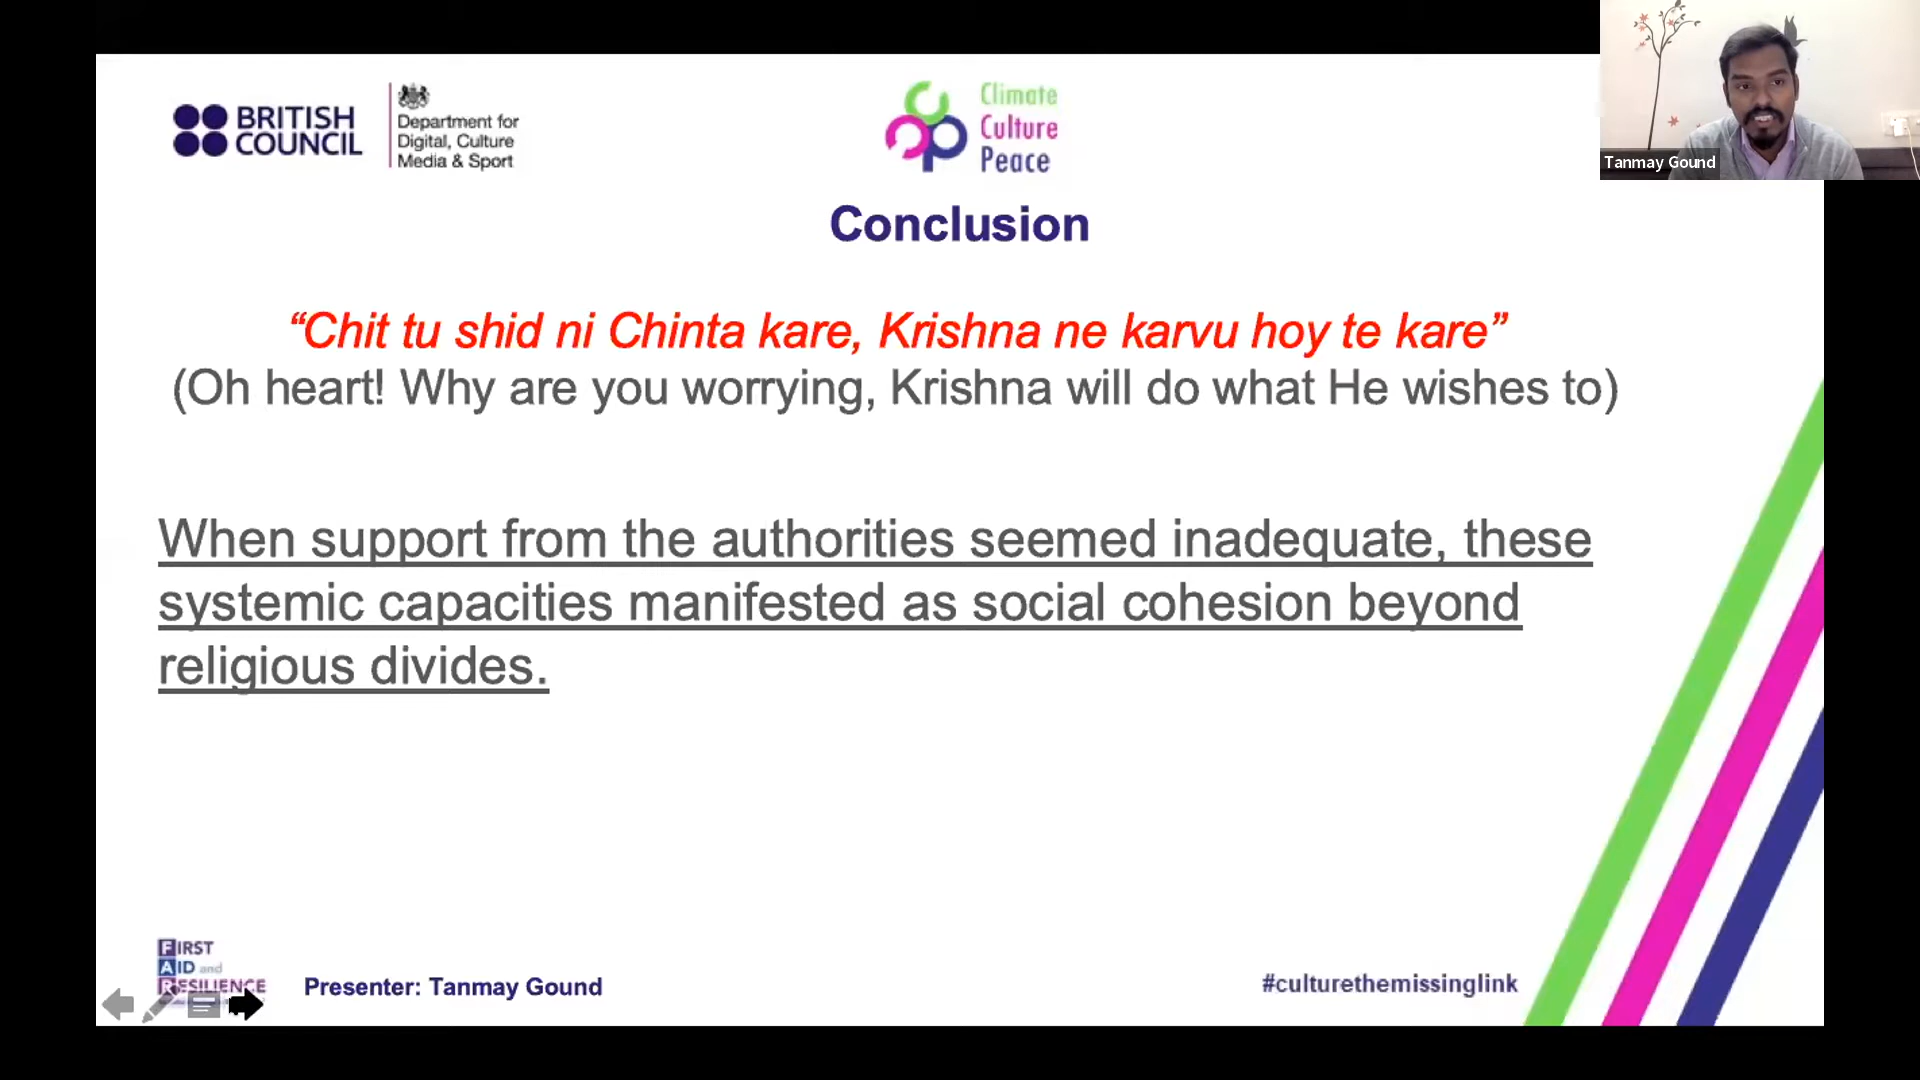 BRITISH
COUNCIL
Department for
Digital, Culture
Media & Sport
Climate
Culture
Peace
Tanmay Gound
Conclusion
“Chit tu shid ni Chinta kare, Krishna ne karvu hoy te kare”
(Oh heart! Why are you worrying, Krishna will do what He wishes to)
When support from the authorities seemed inadequate, these
systemic capacities manifested as social cohesion beyond
religious divides.
FIRST
AID and
RESILIENCE
Presenter: Tanmay Gound
#culturethemissinglink